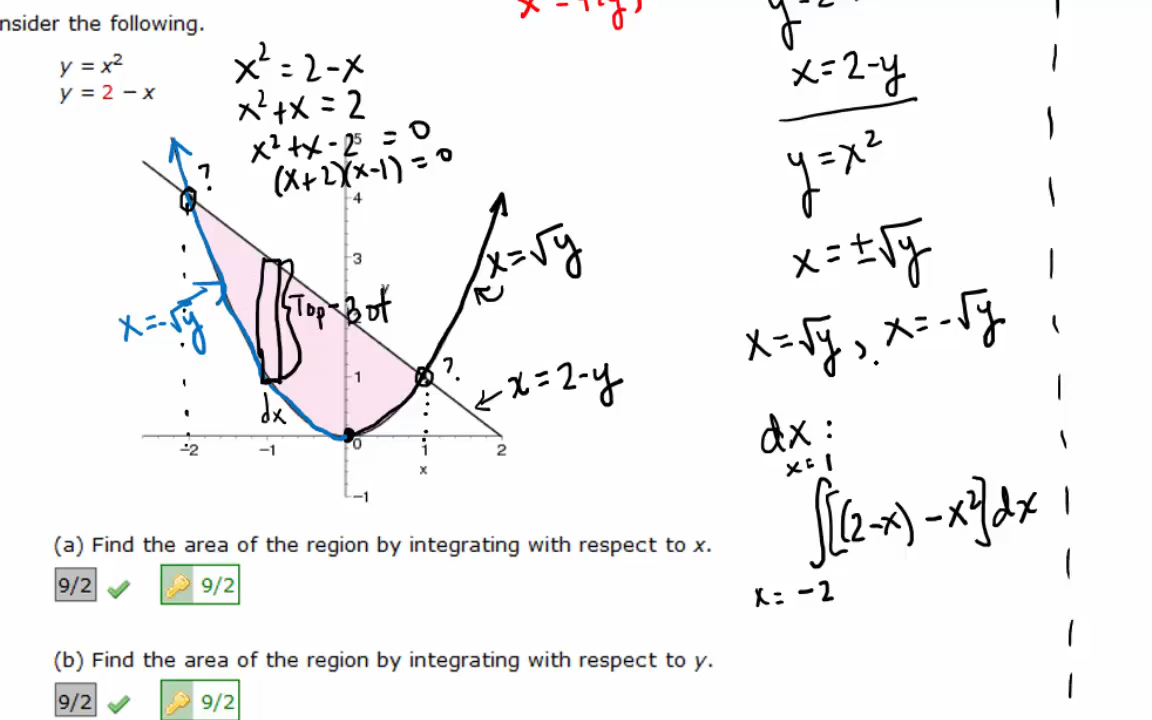 nsider the following.
y = x²
y = 2 − x
x² = 2-x
x²+x = 2
x²+x-2 = 0
(x+2)(x-1) = 0
?
5
4
3
2
1
0
−1
−2
−1
1
2
x
x=√y
Top-Bot
x=-√y
?
x=2-y
dx
x=2-y
y=x²
x=±√y
x=√y, x=-√y
dx:
x=1
∫[(2-x)-x²]dx
x=-2
(a) Find the area of the region by integrating with respect to x.
9/2 9/2
(b) Find the area of the region by integrating with respect to y.
9/2 9/2